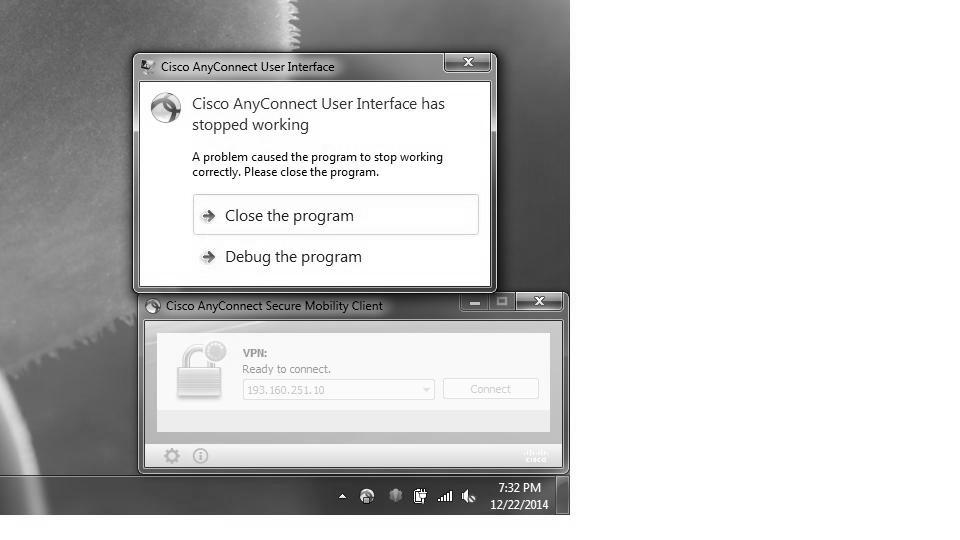 Cisco AnyConnect User Interface
Cisco AnyConnect User Interface has
stopped working
A problem caused the program to stop working
correctly. Please close the program.
Close the program
Debug the program
Cisco AnyConnect Secure Mobility Client
VPN:
Ready to connect.
193.160.251.10
Connect
CISCO
7:32 PM
12/22/2014